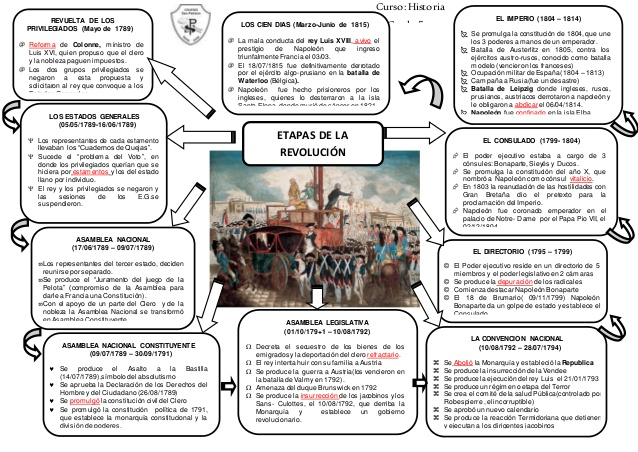 Curso: Historia
REVUELTA DE LOS
PRIVILEGIADOS (Mayo de 1789)
Reforma de Colonne, ministro de
Luis XVI, quien propuso que el clero
y la nobleza paguen impuestos.
Los dos grupos privilegiados se
negaron a esta propuesta y
solicitaron al rey que convoque a los
LOS CIEN DIAS (Marzo-Junio de 1815)
La mala conducta del rey Luis XVIII, avivo el
prestigio de Napoleón que ingreso
triunfalmente Francia el 03/03.
El 18/07/1815 fue definitivamente derrotado
por el ejército algo-prusiano en la batalla de
Waterloo (Bélgica).
Napoleón fue hecho prisioneros por los
ingleses, quienes lo desterraron a la isla
EL IMPERIO (1804 – 1814)
Se promulga la constitución de 1804, que une
los 3 poderes a manos de un emperador.
Batalla de Austerlitz en 1805, contra los
ejércitos austro-rusos, conocido como batalla
modelo (vencieron los franceses)
Ocupación militar de España (1804 – 1813)
Campaña a Rusia (fue un desastre)
Batalla de Leipzig donde ingleses, rusos,
prusianos, austriacos derrotaron a napoleón y
le obligaron a abdicar el 06/04/1814.
Napoleón fue confinado en la isla Elba
LOS ESTADOS GENERALES
(05/05/1789-16/06/1789)
Los representantes de cada estamento
llevaban los "Cuadernos de Quejas".
Sucede el "problema del Voto", en
donde los privilegiados querían que se
hiciera por estamentos y los del estado
llano por individuo.
El rey y los privilegiados se negaron y
las sesiones de los E.G.se
suspendieron.
ETAPAS DE LA
REVOLUCIÓN
EL CONSULADO (1799- 1804)
El poder ejecutivo estaba a cargo de 3
cónsules: Bonaparte, Sieyés y Ducos.
Se promulga la constitución del año X, que
nombró a Napoleón como cónsul vitalicio.
En 1803 la reanudación de las hostilidades con
Gran Bretaña dio el pretexto para la
proclamación del Imperio.
Napoleón fue coronado emperador en el
palacio de Notre- Dame por el Papa Pio VII, el
02/12/1804
ASAMBLEA NACIONAL
(17/06/1789 – 09/07/1789)
Los representantes del tercer estado, deciden
reunirse por separado.
Se produce el "Juramento del juego de la
Pelota" (compromiso de la Asamblea para
darle a Francia una Constitución).
Con el apoyo de un parte del Clero y de la
nobleza la Asamblea Nacional se transformó
en Asamblea Constituyente
EL DIRECTORIO (1795 – 1799)
El Poder ejecutivo reside en un directorio de 5
miembros y el poder legislativo en 2 cámaras
Se produce la depuración de los radicales
Comienza destacar Napoleón Bonaparte
El 18 de Brumario( 09/11/1799) Napoleón
Bonaparte da un golpe de estado y establece el
Consulado
ASAMBLEA NACIONAL CONSTITUYENTE
(09/07/1789 – 30/09/1791)
Se produce el Asalto a la Bastilla
(14/07/1789), símbolo del absolutismo
Se aprueba la Declaración de los Derechos del
Hombre y del Ciudadano (26/08/1789)
Se promulgó la constitución civil del Clero
Se promulgó la constitución política de 1791,
que establece la monarquía constitucional y la
división de poderes.
ASAMBLEA LEGISLATIVA
(01/10/179+1 – 10/08/1792)
Decreta el secuestro de los bienes de los
emigrados y la deportación del clero refractario.
El rey intenta huir con su familia a Austria
Se produce la guerra a Austria (los vencieron en
la batalla de Valmy en 1792).
Amenaza del duque Brunswick en 1792
Se produce la insurrección de los jacobinos y los
Sans- Culottes, el 10/08/1792, que derriba la
Monarquía y establece un gobierno
revolucionario.
LA CONVENCION NACIONAL
(10/08/1792 – 28/07/1794)
Se Abolió la Monarquía y estableció la Republica
Se produce la insurrección de la Vendee
Se produce la ejecución del rey Luis el 21/01/1793
Se produce un régimen o etapa del Terror
Se crea el comité de la salud Pública(controlado por
Robespierre, el incorruptible)
Se aprobó un nuevo calendario
Se produce la reacción Termidoriana que detienen
y ejecutan a los dirigentes jacobinos